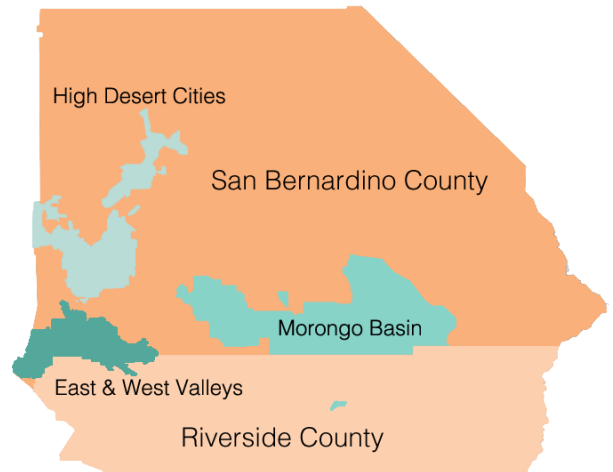 High Desert Cities
San Bernardino County
Morongo Basin
East & West Valleys
Riverside County